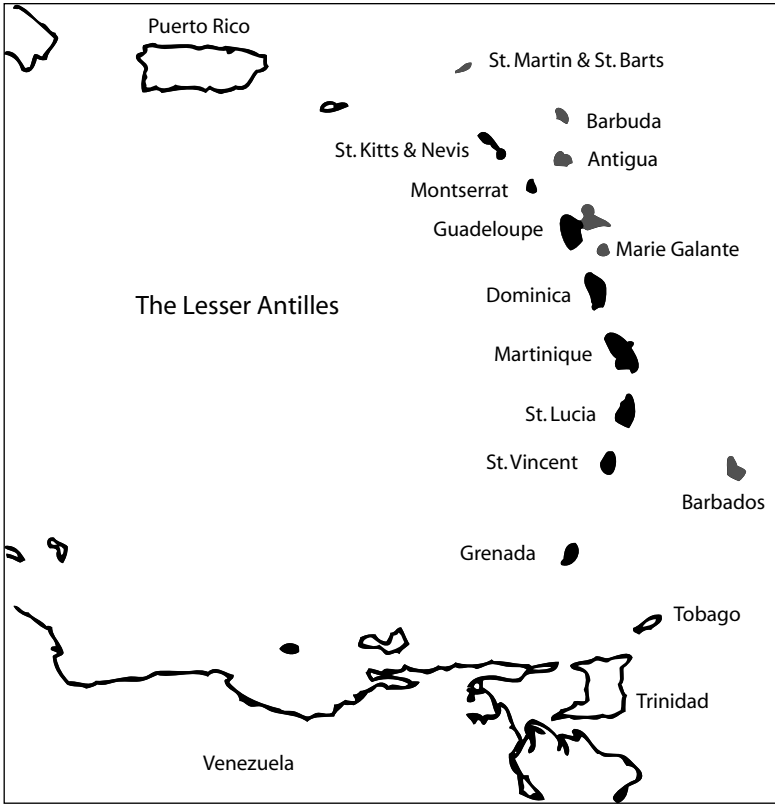 Puerto Rico
St. Martin & St. Barts
Barbuda
St. Kitts & Nevis
Antigua
Montserrat
Guadeloupe
Marie Galante
Dominica
The Lesser Antilles
Martinique
St. Lucia
St. Vincent
Barbados
Grenada
Tobago
Trinidad
Venezuela